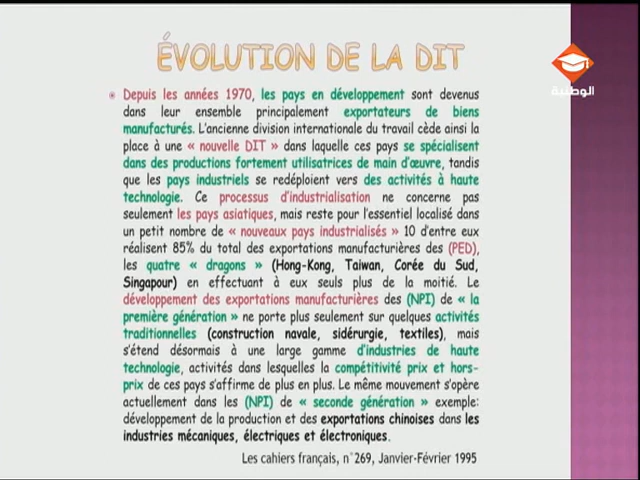 ÉVOLUTION DE LA DIT
الوطنية
Depuis les années 1970, les pays en développement sont devenus
dans leur ensemble principalement exportateurs de biens
manufacturés. L'ancienne division internationale du travail cède ainsi la
place à une « nouvelle DIT » dans laquelle ces pays se spécialisent
dans des productions fortement utilisatrices de main d'œuvre, tandis
que les pays industriels se redéploient vers des activités à haute
technologie. Ce processus d'industrialisation ne concerne pas
seulement les pays asiatiques, mais reste pour l'essentiel localisé dans
un petit nombre de « nouveaux pays industrialisés » 10 d'entre eux
réalisent 85% du total des exportations manufacturières des (PED),
les quatre « dragons » (Hong-Kong, Taiwan, Corée du Sud,
Singapour) en effectuant à eux seuls plus de la moitié. Le
développement des exportations manufacturières des (NPI) de « la
première génération » ne porte plus seulement sur quelques activités
traditionnelles (construction navale, sidérurgie, textiles), mais
s'étend désormais à une large gamme d'industries de haute
technologie, activités dans lesquelles la compétitivité prix et hors-
prix de ces pays s'affirme de plus en plus. Le même mouvement s'opère
actuellement dans les (NPI) de « seconde génération » exemple:
développement de la production et des exportations chinoises dans les
industries mécaniques, électriques et électroniques.
Les cahiers français, n°269, Janvier-Février 1995